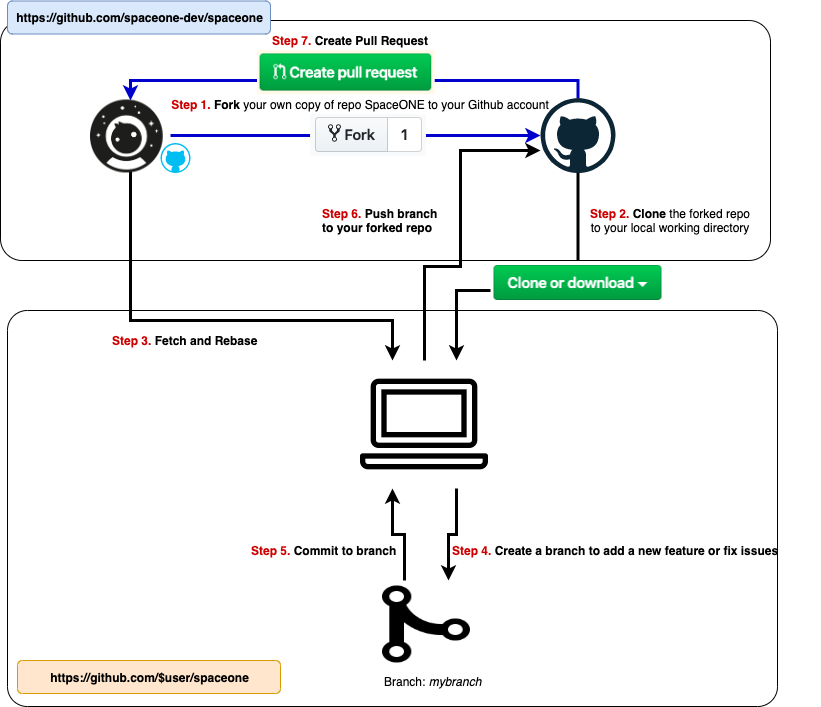 https://github.com/spaceone-dev/spaceone
Step 7. Create Pull Request
Create pull request
Step 1. Fork your own copy of repo SpaceONE to your Github account
Fork 1
Step 6. Push branch
to your forked repo
Step 2. Clone the forked repo
to your local working directory
Clone or download
Step 3. Fetch and Rebase
Step 5. Commit to branch
Step 4. Create a branch to add a new feature or fix issues
https://github.com/$user/spaceone
Branch: mybranch